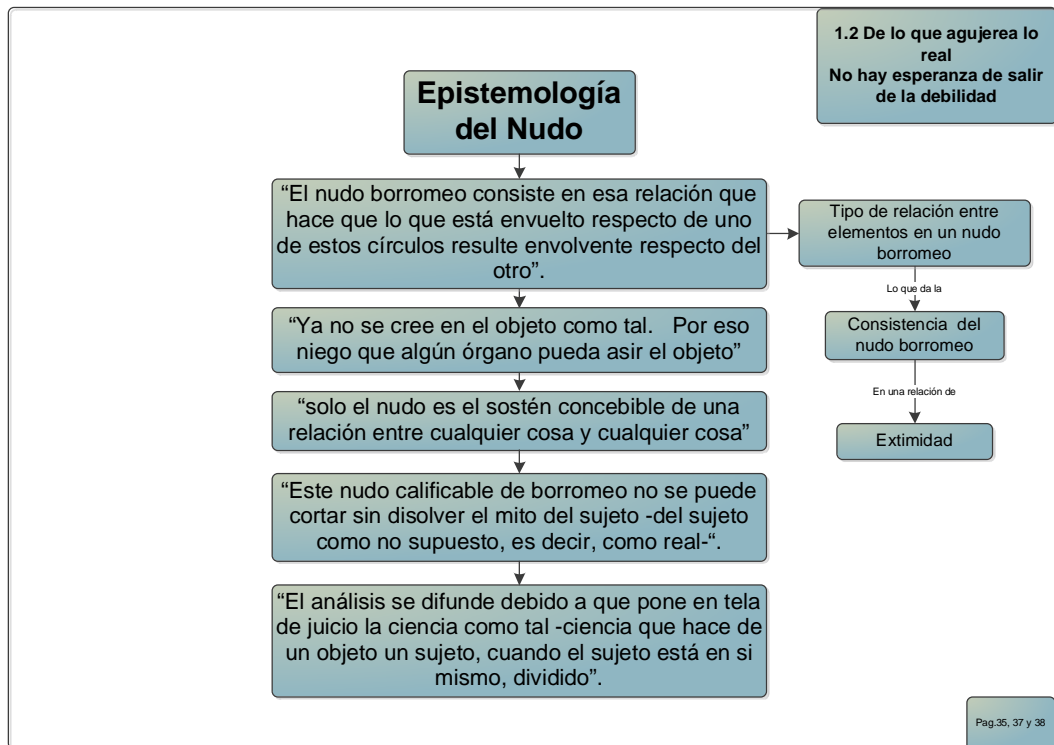 1.2 De lo que agujerea lo
real
No hay esperanza de salir
de la debilidad
Epistemología
del Nudo
“El nudo borromeo consiste en esa relación que
hace que lo que está envuelto respecto de uno
de estos círculos resulte envolvente respecto del
otro”.
Tipo de relación entre
elementos en un nudo
borromeo
Lo que da la
Consistencia del
nudo borromeo
En una relación de
Extimidad
“Ya no se cree en el objeto como tal. Por eso
niego que algún órgano pueda asir el objeto”
“solo el nudo es el sostén concebible de una
relación entre cualquier cosa y cualquier cosa”
“Este nudo calificable de borromeo no se puede
cortar sin disolver el mito del sujeto -del sujeto
como no supuesto, es decir, como real-“.
“El análisis se difunde debido a que pone en tela
de juicio la ciencia como tal -ciencia que hace de
un objeto un sujeto, cuando el sujeto está en si
mismo, dividido”.
Pag.35, 37 y 38